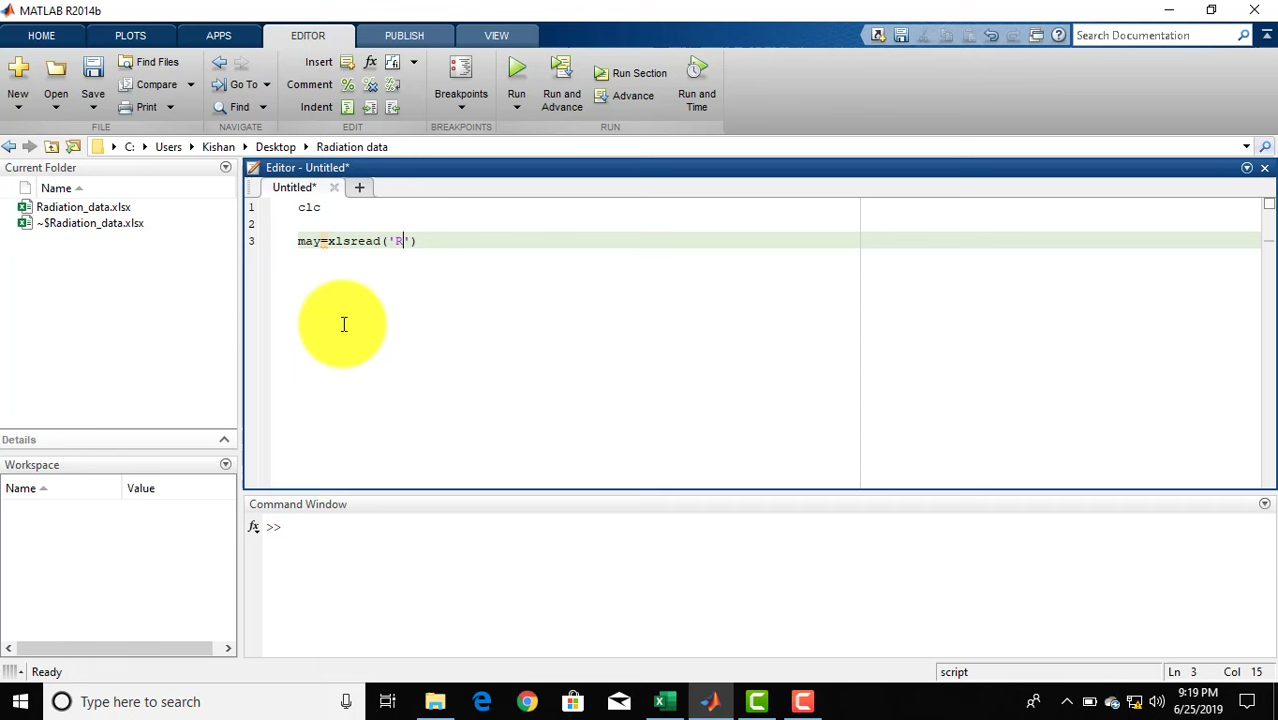 MATLAB R2014b
HOME PLOTS APPS EDITOR PUBLISH VIEW
Search Documentation
New Open Save Find Files Compare Print
Go To Find
Insert fx
Comment
Indent
Breakpoints
Run Run and Advance Run Section Advance Run and Time
FILE NAVIGATE EDIT BREAKPOINTS RUN
C: Users Kishan Desktop Radiation data
Current Folder
Name
Radiation_data.xlsx
~$Radiation_data.xlsx
Details
Workspace
Name Value
Editor - Untitled*
Untitled*
1 clc
2
3 may=xlsread('R')
Command Window
fx >>
Ready
script Ln 3 Col 15
Type here to search
9:19 PM
6/25/2019